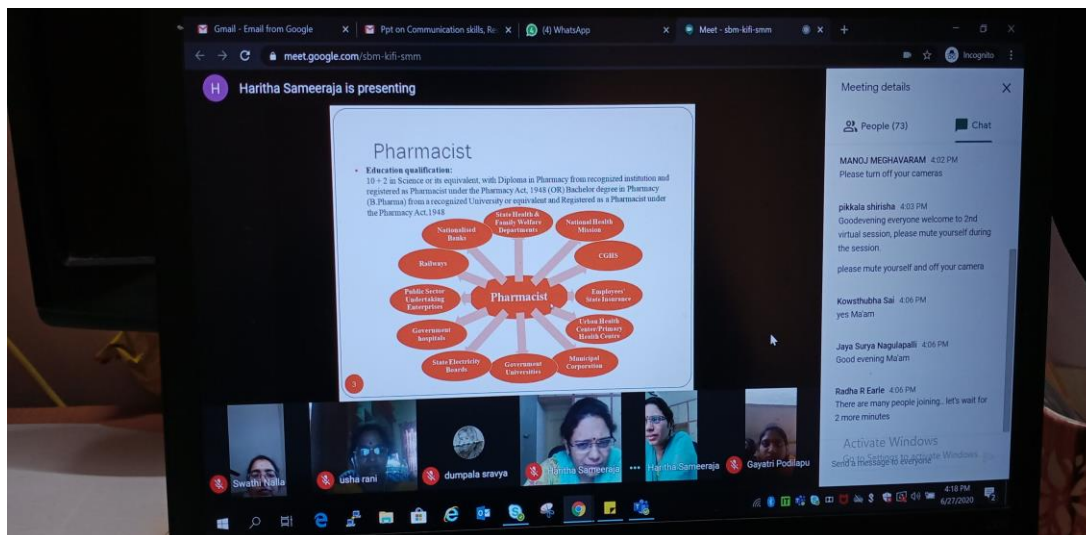 Gmail - Email from Google
Ppt on Communication skills, Re
(4) WhatsApp
Meet - sbm-kifi-smm
meet.google.com/sbm-kifi-smm
Incognito
H
Haritha Sameeraja is presenting
Pharmacist
• Education qualification:
10 + 2 in Science or its equivalent, with Diploma in Pharmacy from recognized institution and
registered as Pharmacist under the Pharmacy Act, 1948 (OR) Bachelor degree in Pharmacy
(B.Pharma) from a recognized University or equivalent and Registered as a Pharmacist under
the Pharmacy Act,1948
State Health &
Family Welfare
Departments
Nationalised
Banks
National Health
Mission
Railways
CGHS
Public Sector
Undertaking
Enterprises
Pharmacist
Employees'
State Insurance
Government
hospitals
Urban Health
Center/Primary
Health Centre
State Electricity
Boards
Government
Universities
Municipal
Corporation
3
Swathi Nalla
usha rani
dumpala sravya
Haritha Sameeraja
Haritha Sameeraja
Gayatri Podilapu
Meeting details
People (73)
Chat
MANOJ MEGHAVARAM 4:02 PM
Please turn off your cameras
pikkala shirisha 4:03 PM
Goodevening everyone welcome to 2nd
virtual session, please mute yourself during
the session.
please mute yourself and off your camera
Kowsthubha Sai 4:06 PM
yes Ma'am
Jaya Surya Nagulapalli 4:06 PM
Good evening Ma'am
Radha R Earle 4:06 PM
There are many people joining.. let's wait for
2 more minutes
Activate Windows
Go to Settings to activate Windows.
Send a message to everyone
4:18 PM
6/27/2020